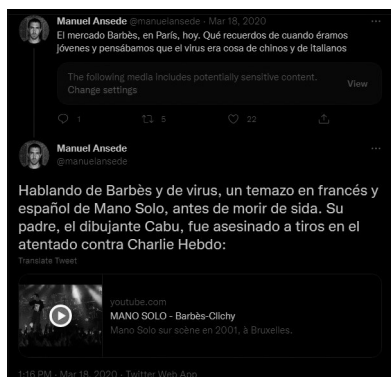 Manuel Ansede @manuelansede · Mar 18, 2020
El mercado Barbès, en París, hoy. Qué recuerdos de cuando éramos
jóvenes y pensábamos que el virus era cosa de chinos y de italianos
The following media includes potentially sensitive content.
Change settings
View
1 5 22
Manuel Ansede
@manuelansede
Hablando de Barbès y de virus, un temazo en francés y
español de Mano Solo, antes de morir de sida. Su
padre, el dibujante Cabu, fue asesinado a tiros en el
atentado contra Charlie Hebdo:
Translate Tweet
youtube.com
MANO SOLO - Barbès-Clichy
Mano Solo sur scène en 2001, à Bruxelles.
1:16 PM · Mar 18, 2020 · Twitter Web App